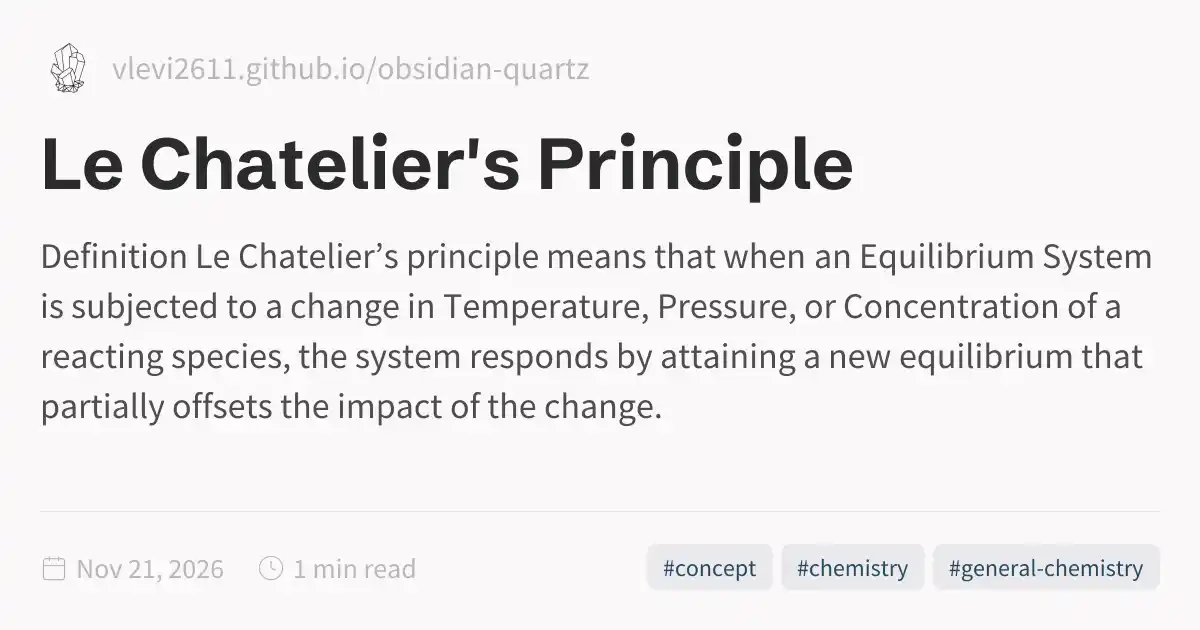 vlevi2611.github.io/obsidian-quartz
Le Chatelier's Principle
Definition Le Chatelier’s principle means that when an Equilibrium System
is subjected to a change in Temperature, Pressure, or Concentration of a
reacting species, the system responds by attaining a new equilibrium that
partially offsets the impact of the change.
Nov 21, 2026 1 min read #concept #chemistry #general-chemistry